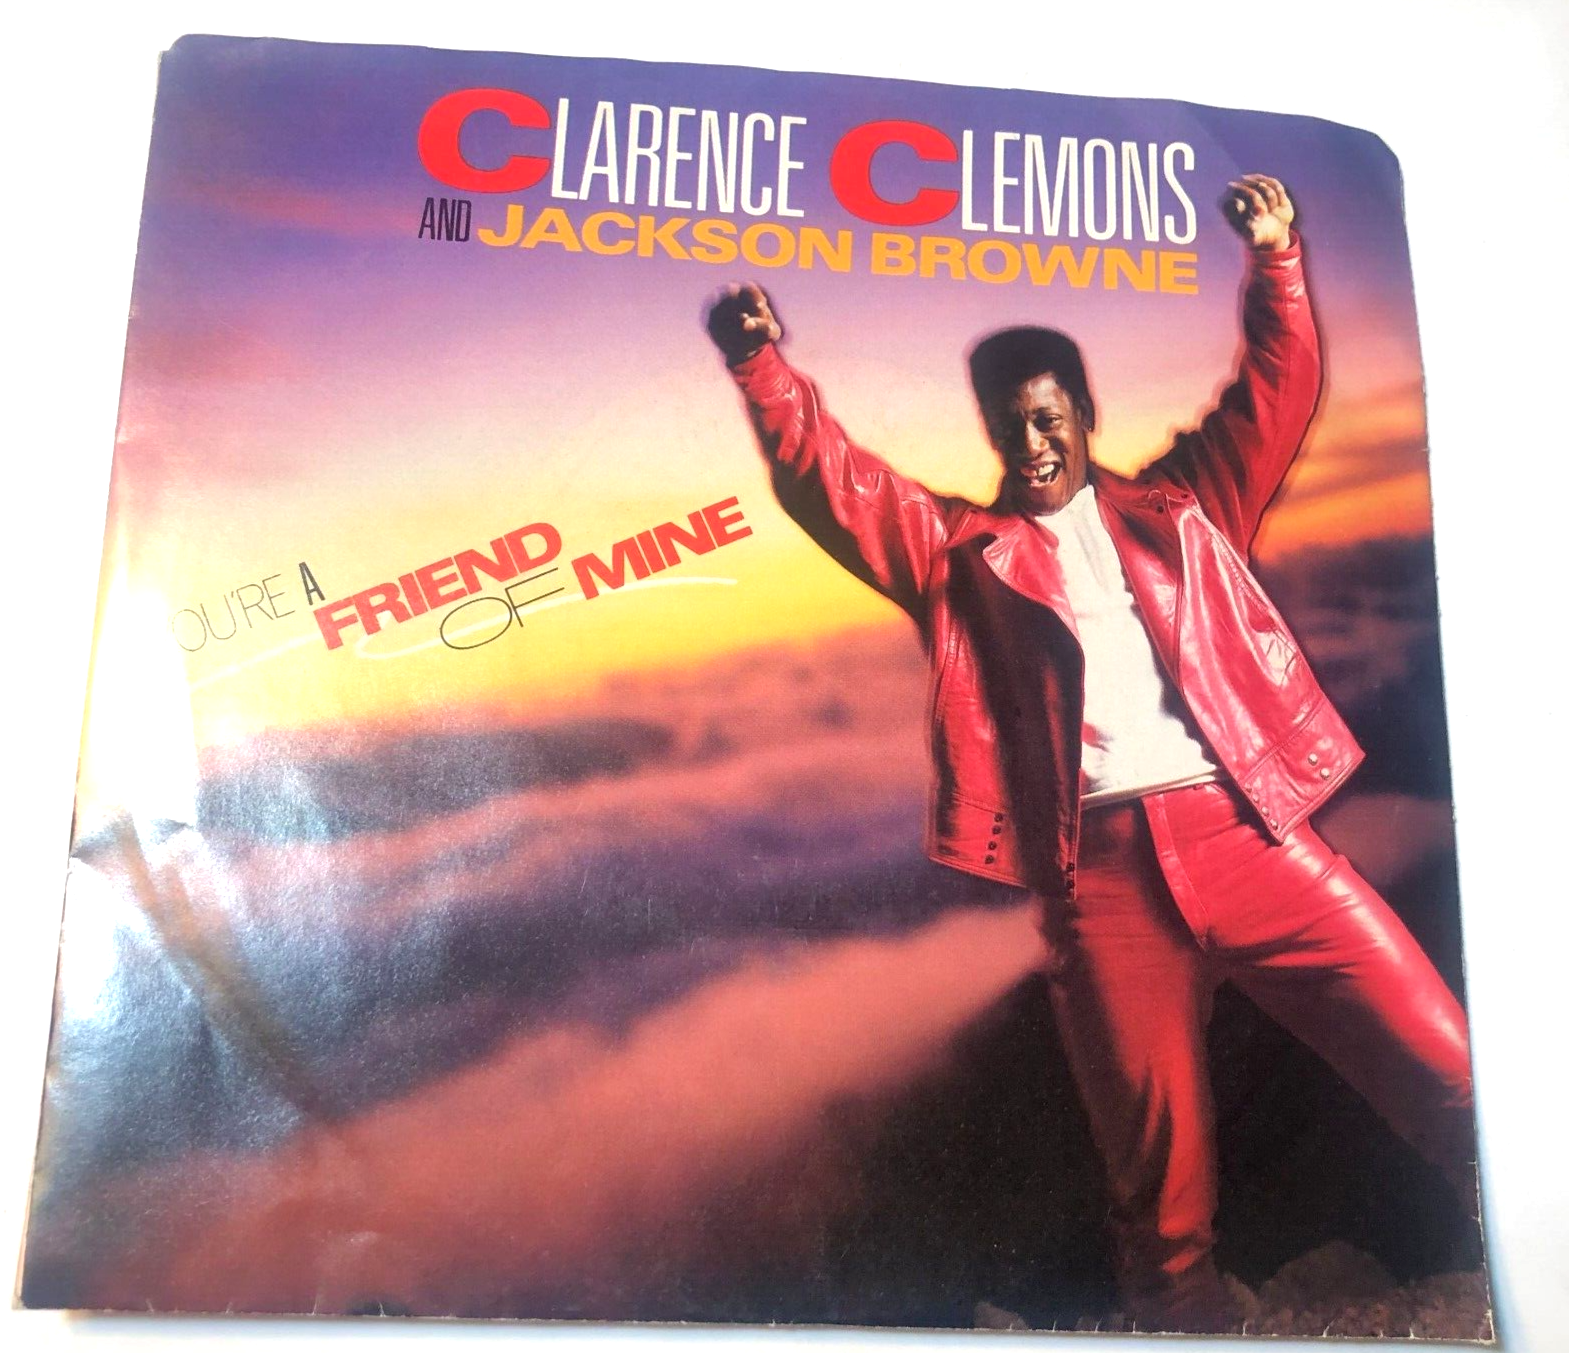 CLARENCE CLEMONS
AND JACKSON BROWNE
OU'RE A
FRIEND
OF MINE